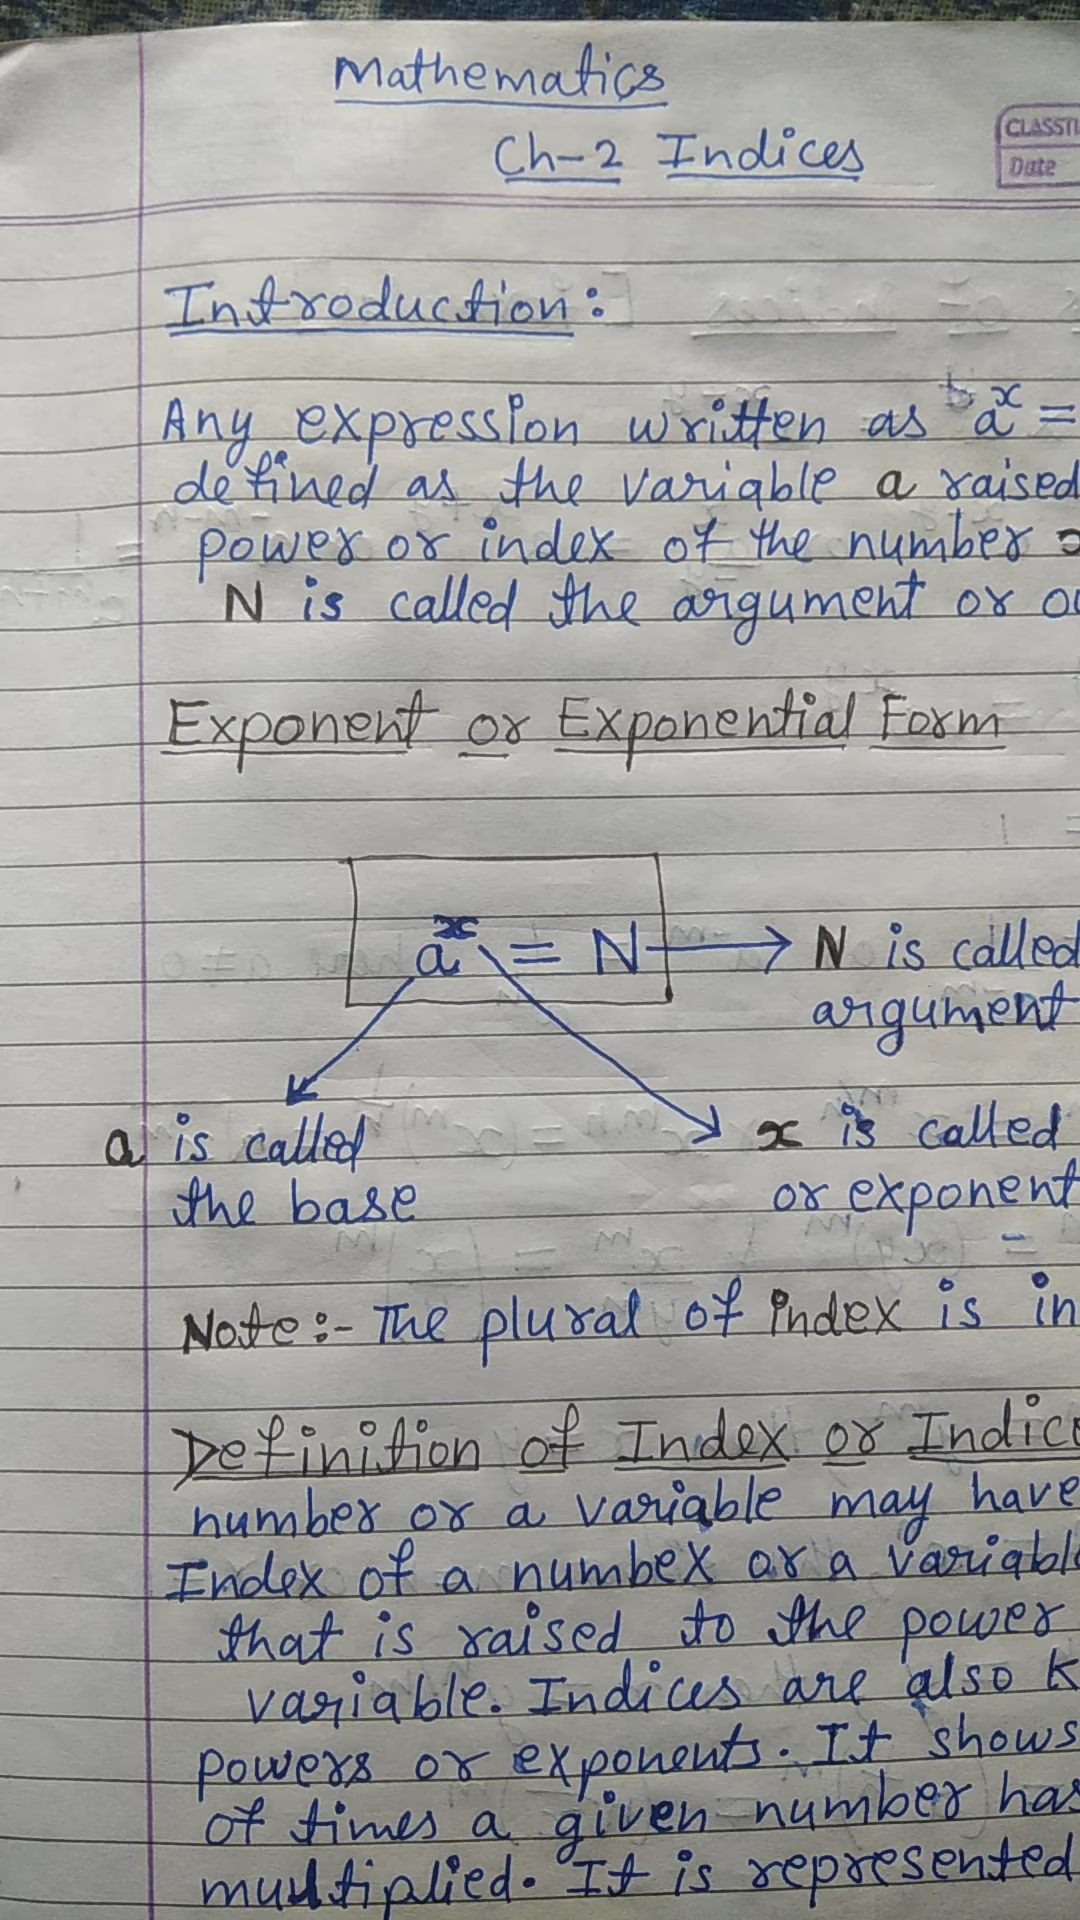 Mathematics
Ch-2 Indices
CLASST
Date
Introduction:
Any expression written as aˣ =
defined as the variable a raised
power or index of the number
N is called the argument or
Exponent or Exponential Form
aˣ = N → N is called
argument
a is called
the base
x is called
or exponent
Note:- The plural of index is in
Definition of Index or Indic
number or a variable may have
Index of a number or a variabl
that is raised to the power
variable. Indices are also k
powers or exponents. It shows
of times a given number has
multiplied. It is represented